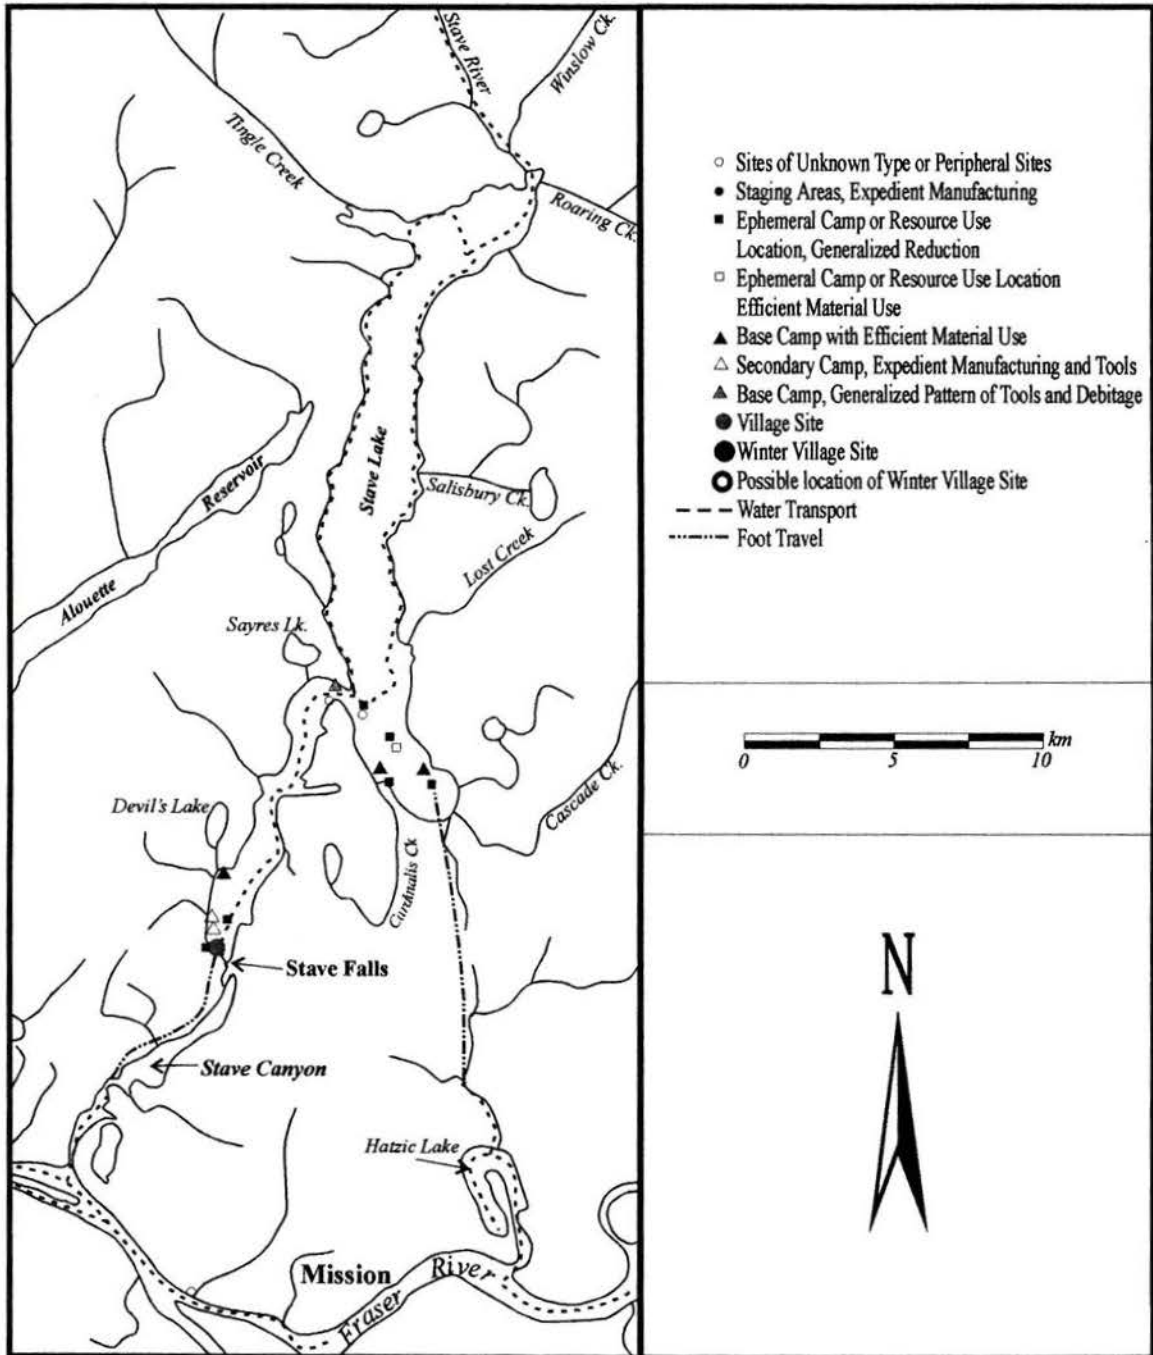 Stave River
Winslow Ck.
Tingle Creek
Roaring Ck.
Stave Lake
Reservoir
Salisbury Ck.
Lost Creek
Alouette
Sayres Lk.
Devil's Lake
Cascade Ck.
Cardinalis Ck
Stave Falls
Stave Canyon
Hatzic Lake
Mission
Fraser River
Sites of Unknown Type or Peripheral Sites
Staging Areas, Expedient Manufacturing
Ephemeral Camp or Resource Use
Location, Generalized Reduction
Ephemeral Camp or Resource Use Location
Efficient Material Use
Base Camp with Efficient Material Use
Secondary Camp, Expedient Manufacturing and Tools
Base Camp, Generalized Pattern of Tools and Debitage
Village Site
Winter Village Site
Possible location of Winter Village Site
Water Transport
Foot Travel
km
0 5 10
N